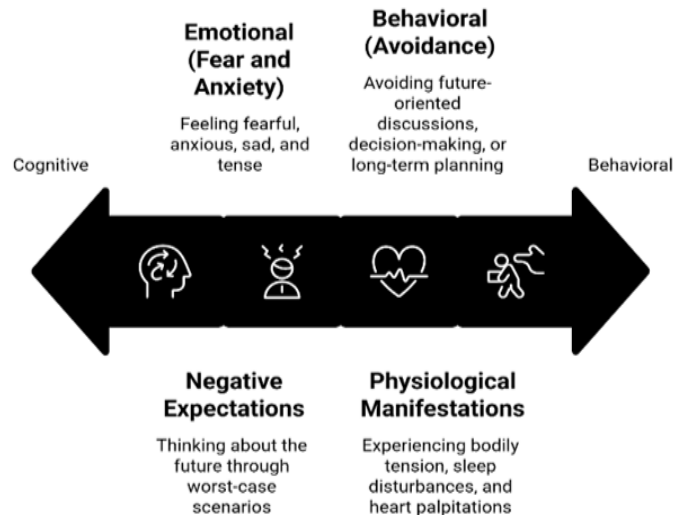 Emotional
(Fear and
Anxiety)
Feeling fearful,
anxious, sad, and
tense
Behavioral
(Avoidance)
Avoiding future-
oriented
discussions,
decision-making, or
long-term planning
Cognitive
Behavioral
Negative
Expectations
Thinking about the
future through
worst-case
scenarios
Physiological
Manifestations
Experiencing bodily
tension, sleep
disturbances, and
heart palpitations